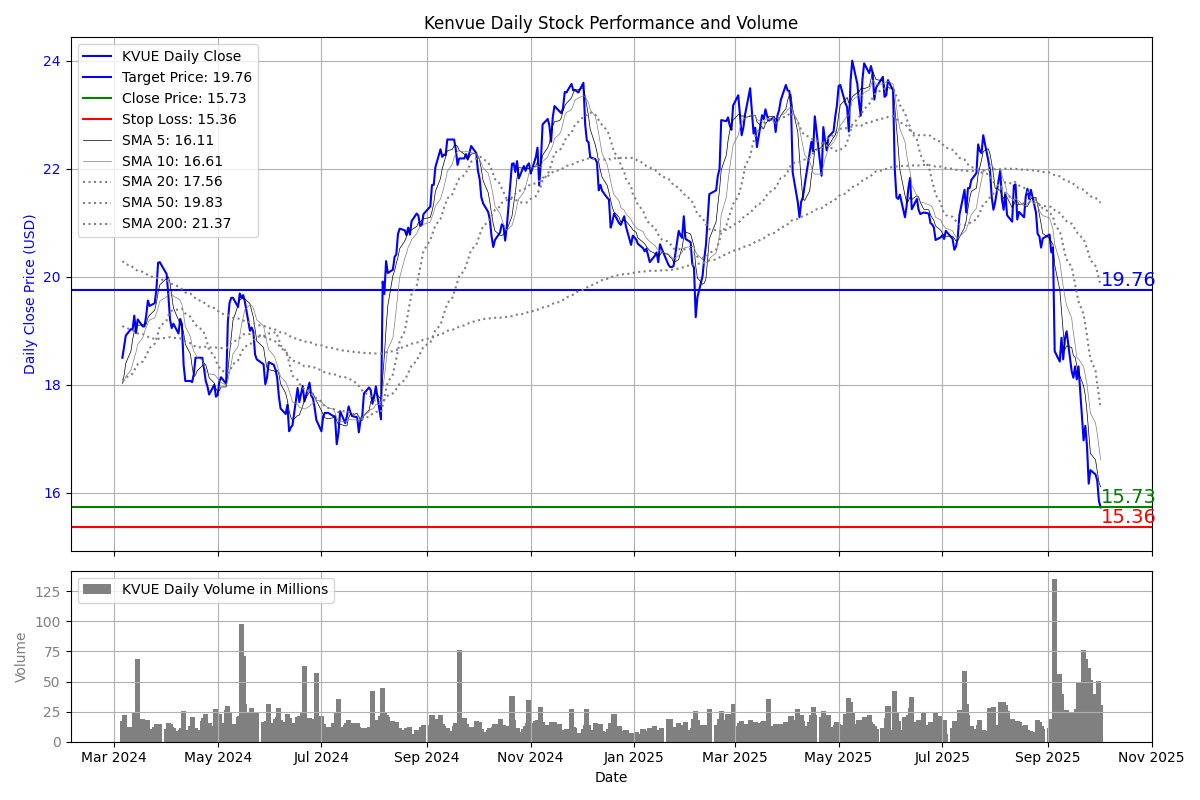 Kenvue Daily Stock Performance and Volume
KVUE Daily Close
Target Price: 19.76
Close Price: 15.73
Stop Loss: 15.36
SMA 5: 16.11
SMA 10: 16.61
SMA 20: 17.56
SMA 50: 19.83
SMA 200: 21.37
Daily Close Price (USD)
24
22
20
18
16
19.76
15.73
15.36
KVUE Daily Volume in Millions
Volume
125
100
75
50
25
0
Mar 2024 May 2024 Jul 2024 Sep 2024 Nov 2024 Jan 2025 Mar 2025 May 2025 Jul 2025 Sep 2025 Nov 2025
Date